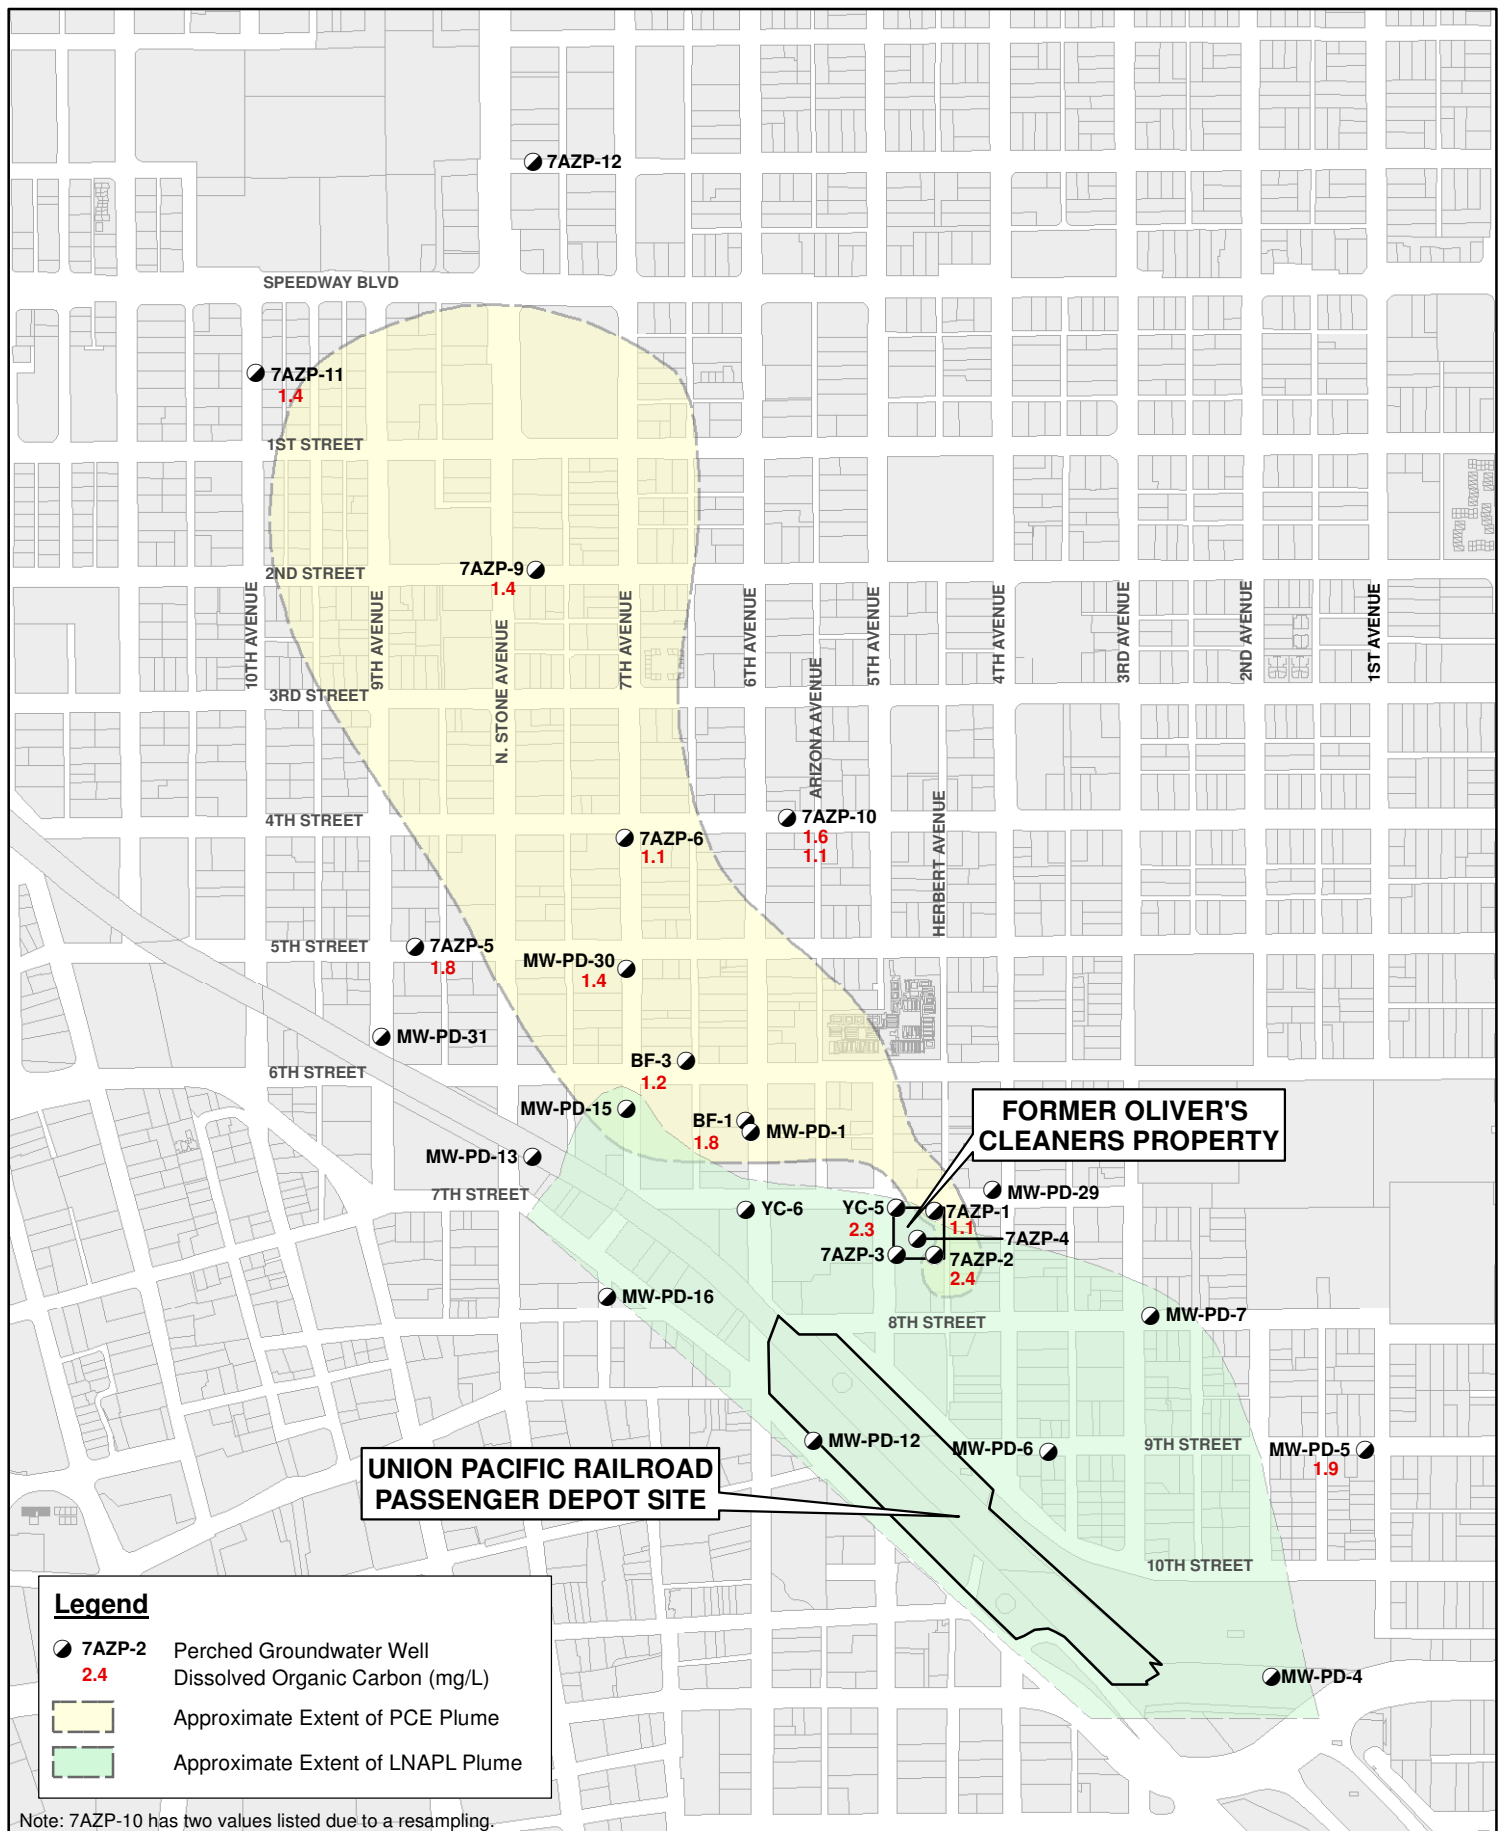 7AZP-12
SPEEDWAY BLVD
7AZP-11
1.4
1ST STREET
7AZP-9
1.4
2ND STREET
10TH AVENUE
9TH AVENUE
N. STONE AVENUE
7TH AVENUE
6TH AVENUE
ARIZONA AVENUE
5TH AVENUE
4TH AVENUE
3RD AVENUE
2ND AVENUE
1ST AVENUE
3RD STREET
HERBERT AVENUE
4TH STREET
7AZP-10
1.6
1.1
7AZP-6
1.1
5TH STREET
7AZP-5
1.8
MW-PD-30
1.4
MW-PD-31
6TH STREET
BF-3
1.2
MW-PD-15
BF-1
1.8
MW-PD-1
FORMER OLIVER'S
CLEANERS PROPERTY
MW-PD-13
7TH STREET
MW-PD-29
YC-6
YC-5
2.3
7AZP-1
1.1
7AZP-4
7AZP-3
7AZP-2
2.4
MW-PD-16
8TH STREET
MW-PD-7
MW-PD-12
MW-PD-6
9TH STREET
MW-PD-5
1.9
UNION PACIFIC RAILROAD
PASSENGER DEPOT SITE
10TH STREET
MW-PD-4
Legend
7AZP-2 Perched Groundwater Well
2.4 Dissolved Organic Carbon (mg/L)
Approximate Extent of PCE Plume
Approximate Extent of LNAPL Plume
Note: 7AZP-10 has two values listed due to a resampling.